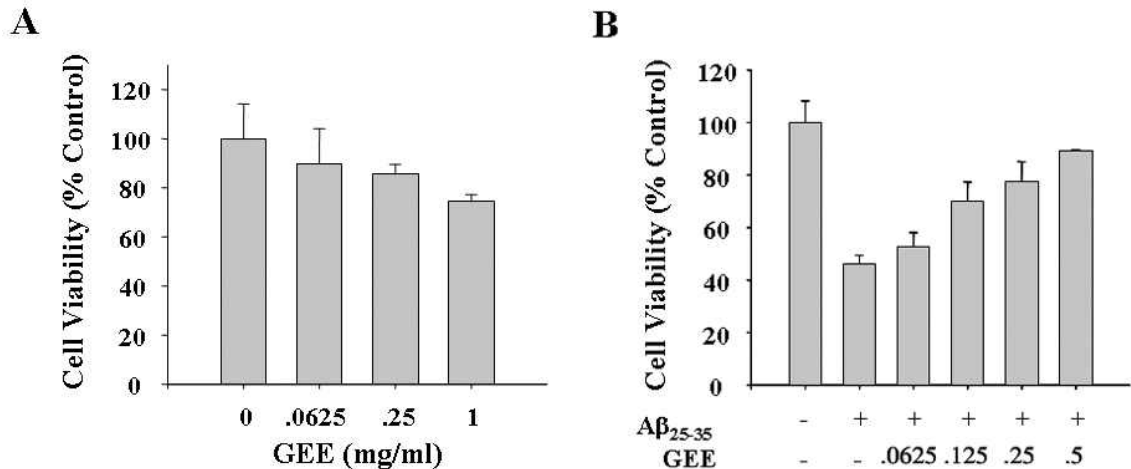 A
Cell Viability (% Control)
120
100
80
60
40
20
0
0 .0625 .25 1
GEE (mg/ml)
B
Cell Viability (% Control)
120
100
80
60
40
20
0
Aβ25-35 - + + + + +
GEE - - .0625 .125 .25 .5